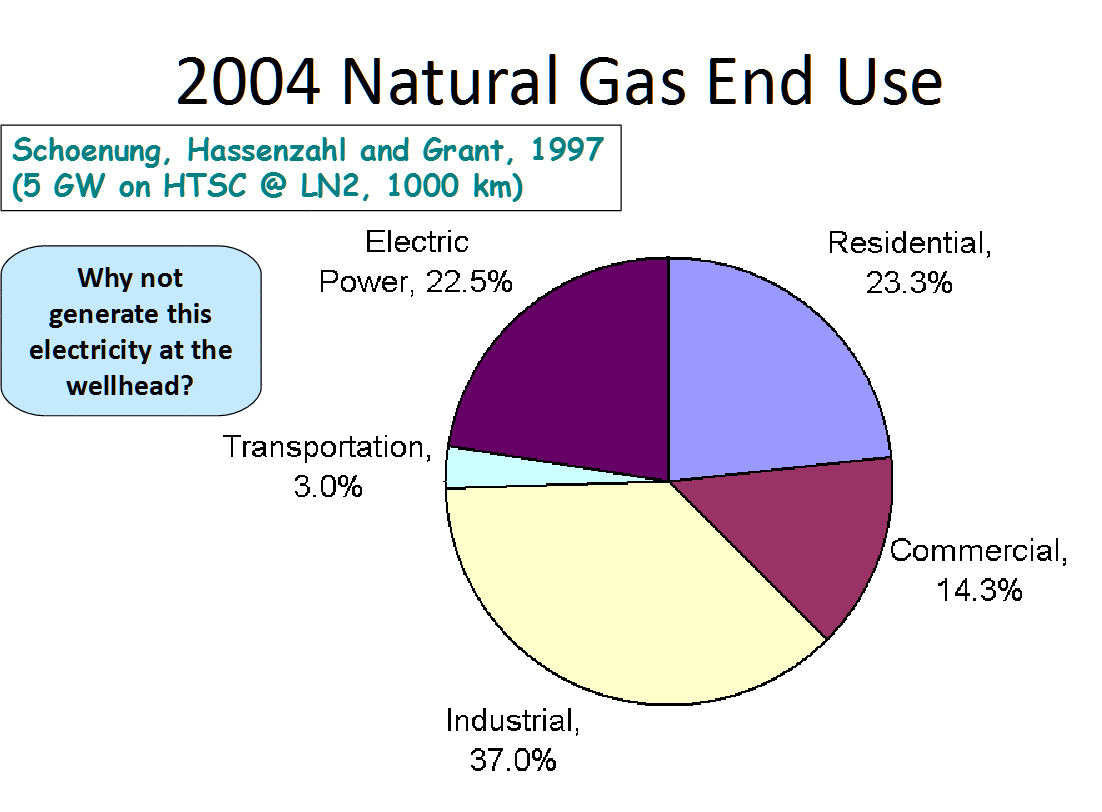 2004 Natural Gas End Use
Schoenung, Hassenzahl and Grant, 1997
(5 GW on HTSC @ LN2, 1000 km)
Why not
generate this
electricity at the
wellhead?
Electric
Power, 22.5%
Residential,
23.3%
Transportation,
3.0%
Commercial,
14.3%
Industrial,
37.0%